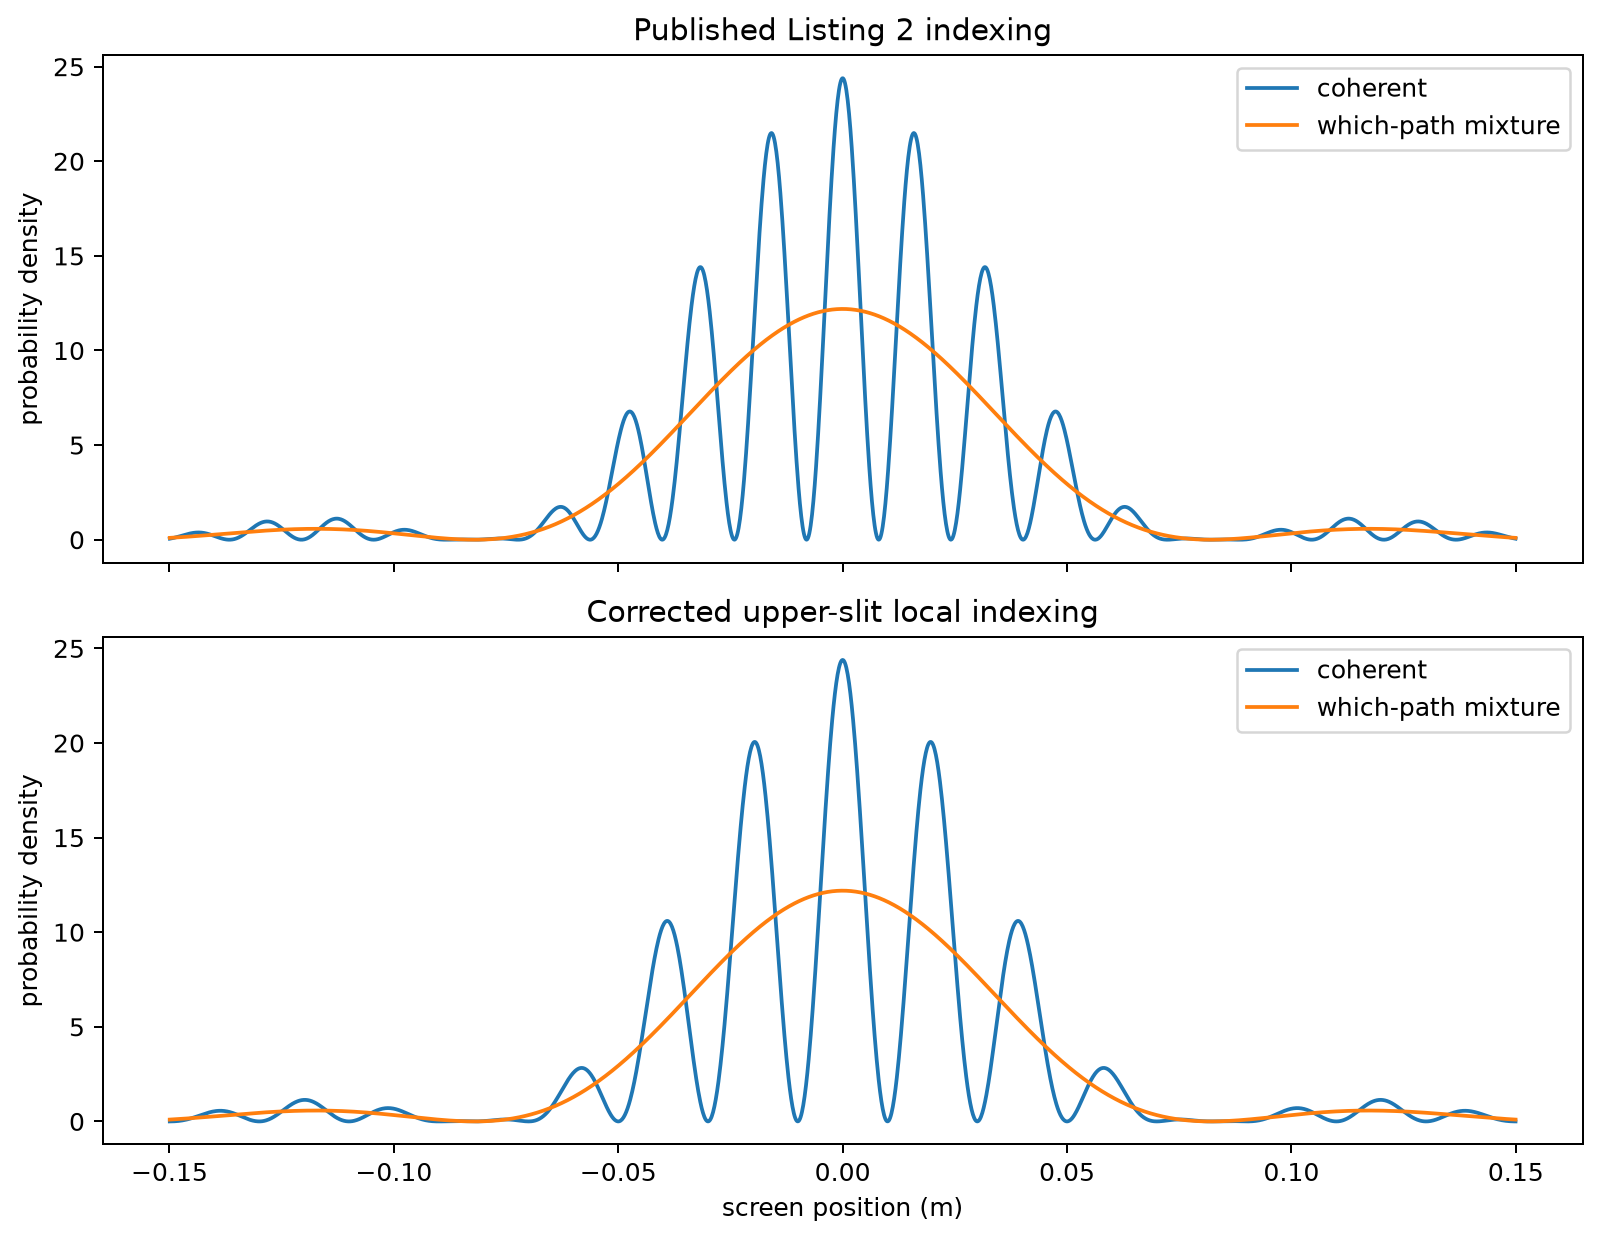 Published Listing 2 indexing
25
20
15
10
5
0
probability density
coherent
which-path mixture
Corrected upper-slit local indexing
25
20
15
10
5
0
probability density
coherent
which-path mixture
−0.15 −0.10 −0.05 0.00 0.05 0.10 0.15
screen position (m)